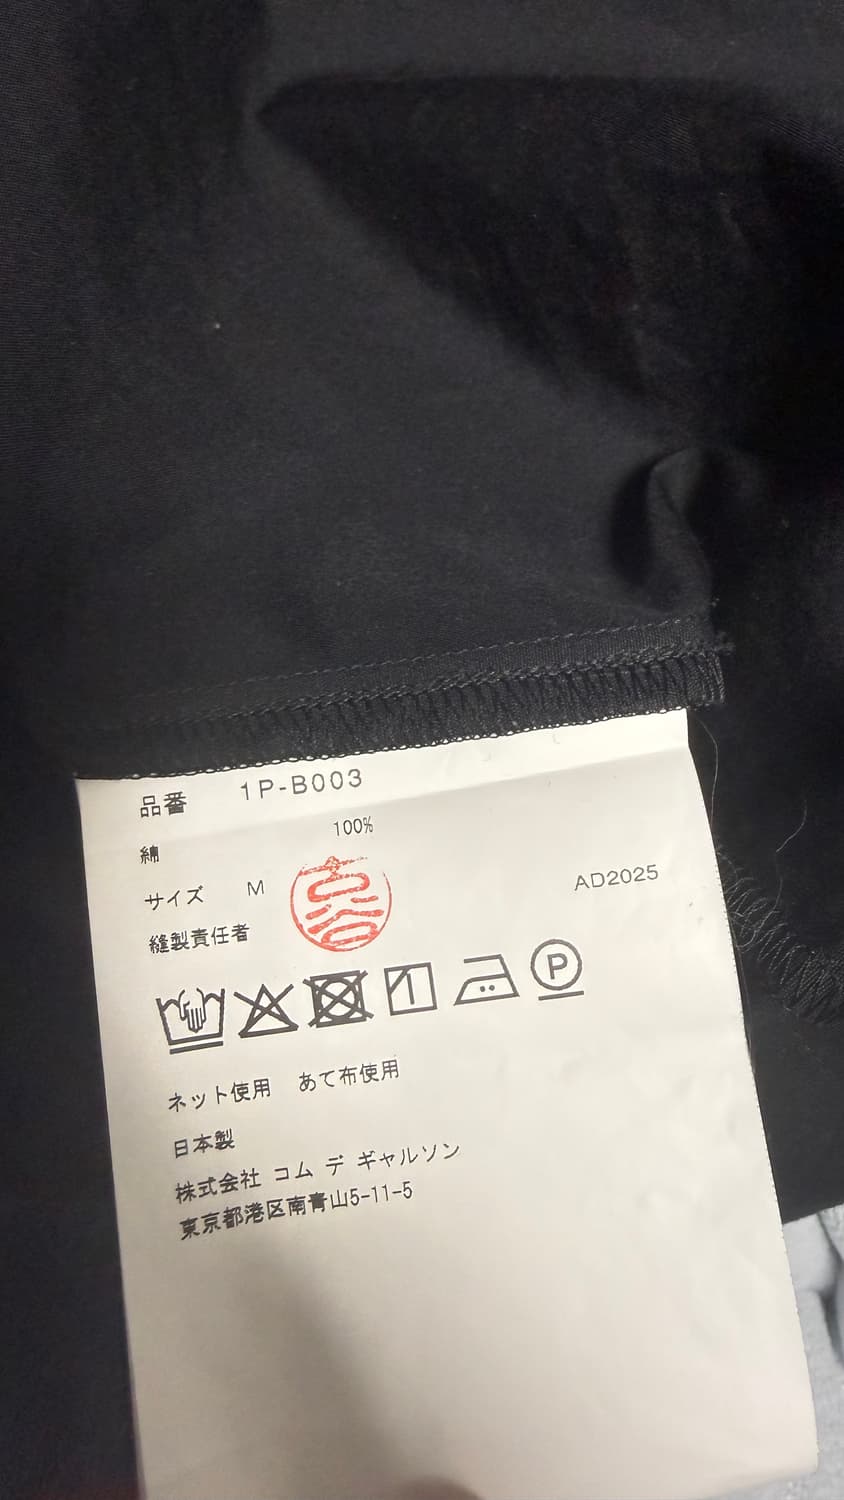 品番 1P-B003
綿 100%
サイズ M AD2025
縫製責任者 古谷
P
ネット使用 あて布使用
日本製
株式会社 コム デ ギャルソン
東京都港区南青山5-11-5